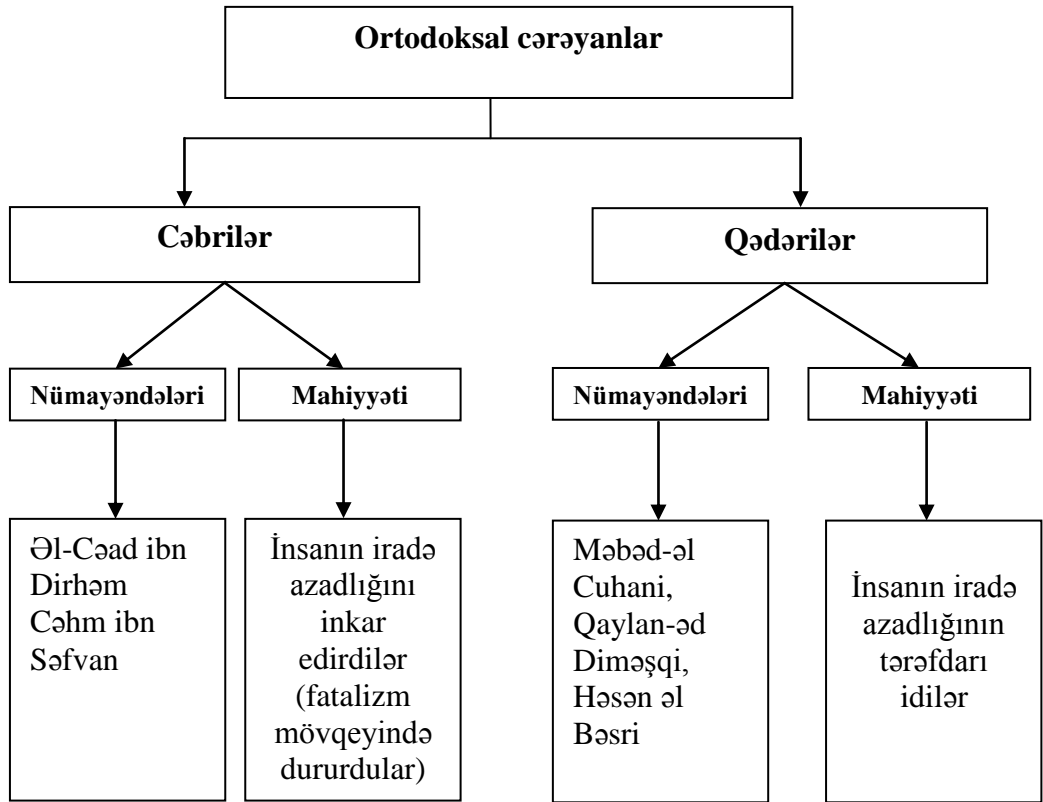 Ortodoksal cərəyanlar
Cəbrilər
Qədərilər
Nümayəndələri
Mahiyyəti
Nümayəndələri
Mahiyyəti
Əl-Cəad ibn
Dirhəm
Cəhm ibn
Səfvan
İnsanın iradə
azadlığını
inkar
edirdilər
(fatalizm
mövqeyində
dururdular)
Məbəd-əl
Cuhani,
Qaylan-əd
Diməşqi,
Həsən əl
Bəsri
İnsanın iradə
azadlığının
tərəfdarı
idilər